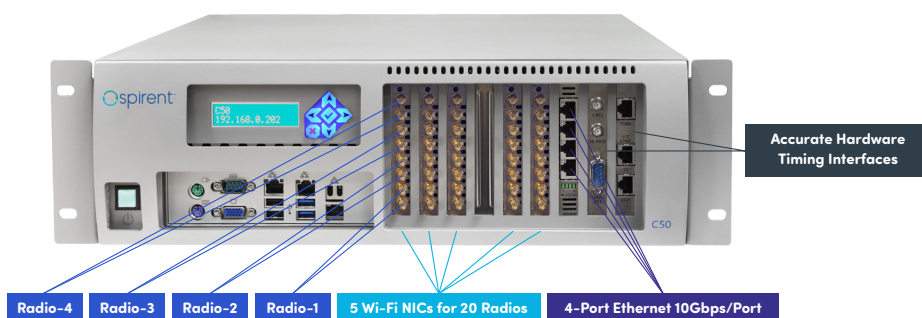 spirent
C50
192.168.0.202
Accurate Hardware
Timing Interfaces
C50
Radio-4
Radio-3
Radio-2
Radio-1
5 Wi-Fi NICs for 20 Radios
4-Port Ethernet 10Gbps/Port